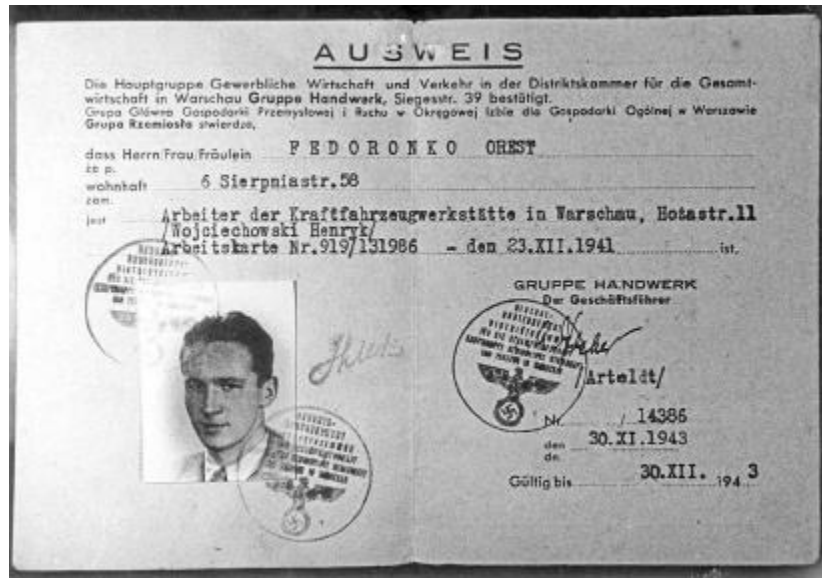 AUSWEIS
Die Hauptgruppe Gewerbliche Wirtschaft und Verkehr in der Distriktskammer für die Gesamt-
wirtschaft in Warschau Gruppe Handwerk, Siegesstr. 39 bestätigt.
Grupa Główna Gospodarki Przemysłowej i Ruchu w Okręgowej Izbie dla Gospodarki Ogólnej w Warszawie
Grupa Rzemiosło stwierdza,
dass Herrn/Frau/Fräulein FEDORONKO OREST
że p.
wohnhaft 6 Sierpniastr.58
zam.
jest Arbeiter der Kraftfahrzeugwerkstätte in Warschau, Hożastr.11
/Wojciechowski Henryk/
Arbeitskarte Nr.919/131986 - den 23.XII.1941 ist.
GRUPPE HANDWERK
Der Geschäftsführer
/Arteldt/
Nr. / 14386
den 30.XI.1943
dn.
Gültig bis 30.XII. 1943